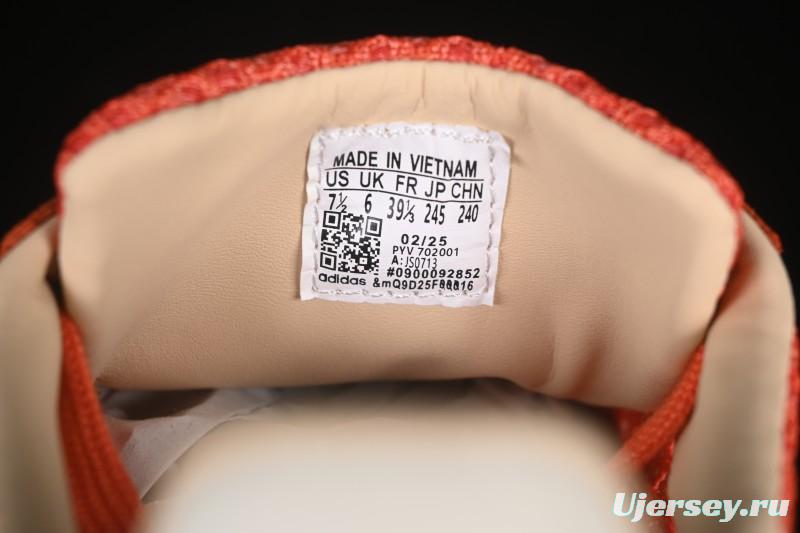 MADE IN VIETNAM
US UK FR JP CHN
7½ 6 39⅓ 245 240
02/25
PYV 702001
A: JS0713
#0900092852
adidas
Ujersey.ru